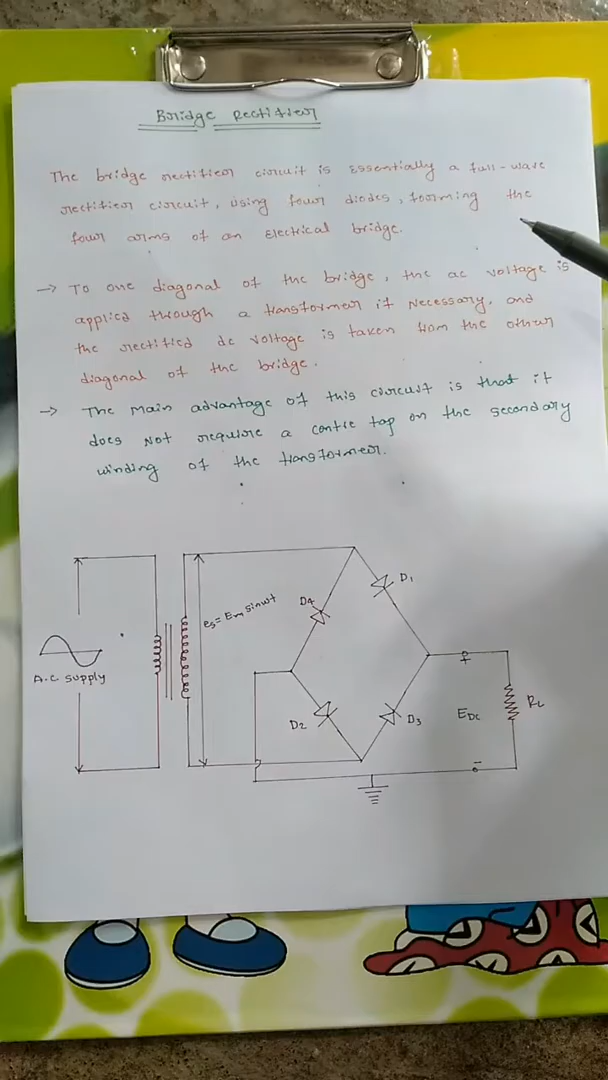 Bridge Rectifier
The bridge rectifier circuit is Essentially a full-wave
rectifier circuit, using four diodes, forming the
four arms of an Electrical bridge.
→ To one diagonal of the bridge, the ac voltage is
applied through a transformer if Necessary, and
the rectified dc voltage is taken from the other
diagonal of the bridge.
→ The Main advantage of this circuit is that it
does Not require a centre tap on the secondary
winding of the transformer.
A.C supply
es = Em sinωt
D4
D1
D2
D3
+
EDC
RL
-